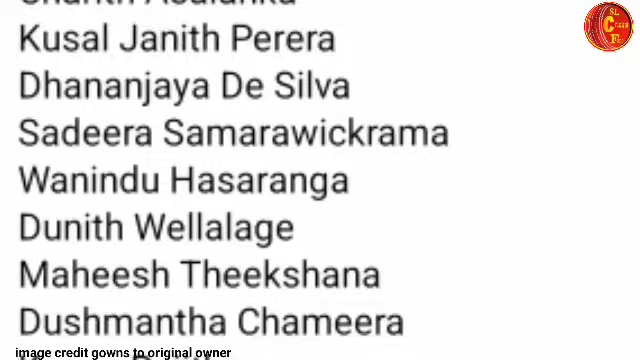 Kusal Janith Perera
Dhananjaya De Silva
Sadeera Samarawickrama
Wanindu Hasaranga
Dunith Wellalage
Maheesh Theekshana
Dushmantha Chameera
image credit gowns to original owner
SL